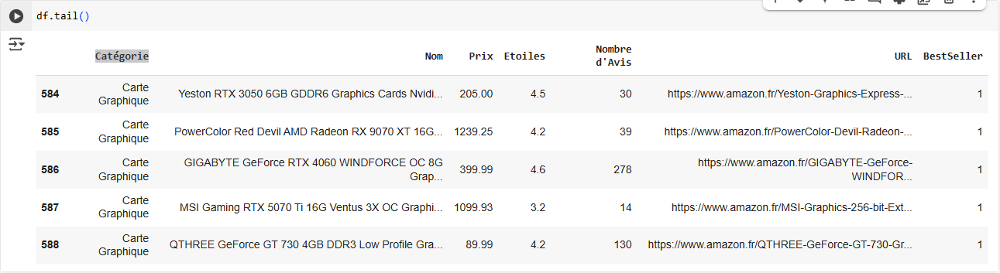 df.tail()
Nombre
Catégorie Nom Prix Etoiles d'Avis URL BestSeller
584 Carte Graphique Yeston RTX 3050 6GB GDDR6 Graphics Cards Nvidi... 205.00 4.5 30 https://www.amazon.fr/Yeston-Graphics-Express-... 1
585 Carte Graphique PowerColor Red Devil AMD Radeon RX 9070 XT 16G... 1239.25 4.2 39 https://www.amazon.fr/PowerColor-Devil-Radeon-... 1
586 Carte Graphique GIGABYTE GeForce RTX 4060 WINDFORCE OC 8G Grap... 399.99 4.6 278 https://www.amazon.fr/GIGABYTE-GeForce-WINDFOR... 1
587 Carte Graphique MSI Gaming RTX 5070 Ti 16G Ventus 3X OC Graphi... 1099.93 3.2 14 https://www.amazon.fr/MSI-Graphics-256-bit-Ext... 1
588 Carte Graphique QTHREE GeForce GT 730 4GB DDR3 Low Profile Gra... 89.99 4.2 130 https://www.amazon.fr/QTHREE-GeForce-GT-730-Gr... 1